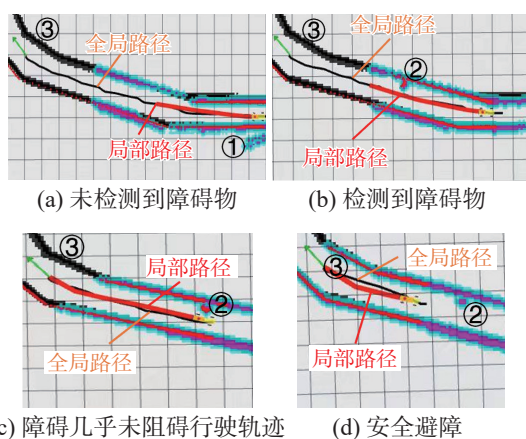 ③
全局路径
局部路径
①
(a) 未检测到障碍物
③
全局路径
②
局部路径
(b) 检测到障碍物
③
局部路径
②
全局路径
c) 障碍几乎未阻碍行驶轨迹
③
全局路径
②
局部路径
(d) 安全避障